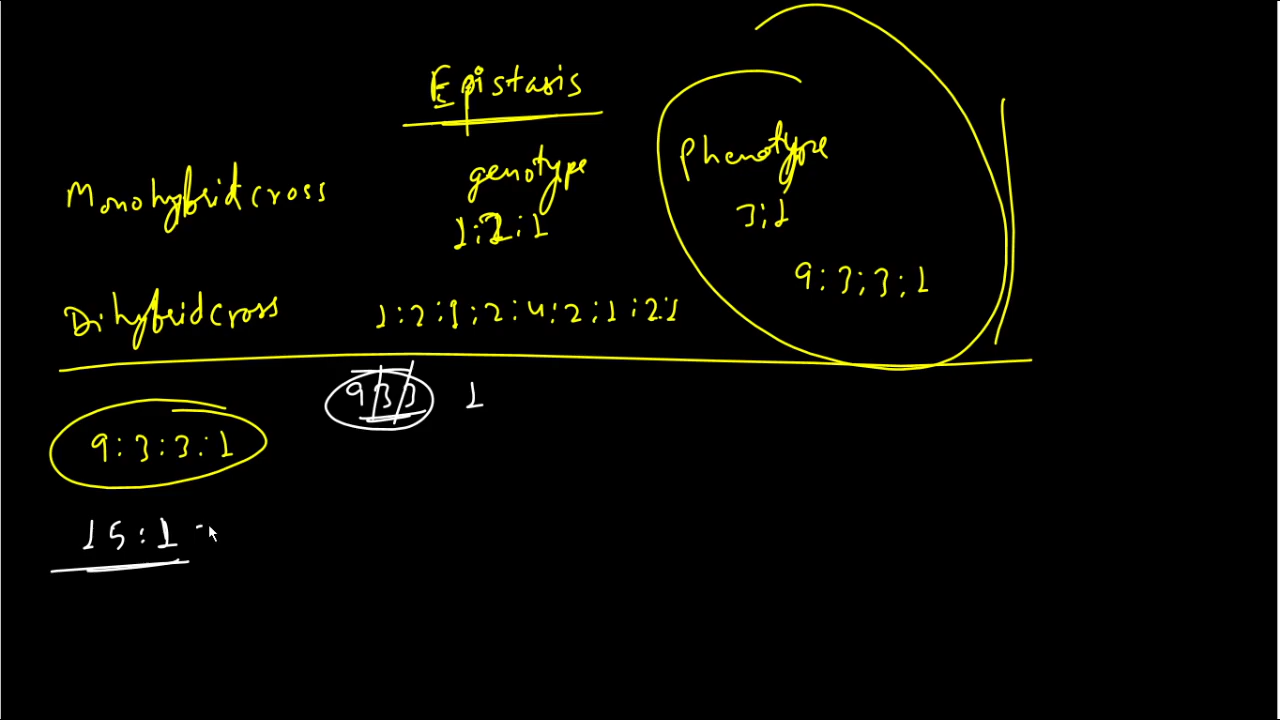 Epistasis
genotype
phenotype
Monohybrid cross
1:2:1
3:1
9:3:3:1
Dihybrid cross 1:2:1:2:4:2:1:2:1
9 3 3 1
9:3:3:1
15:1 -